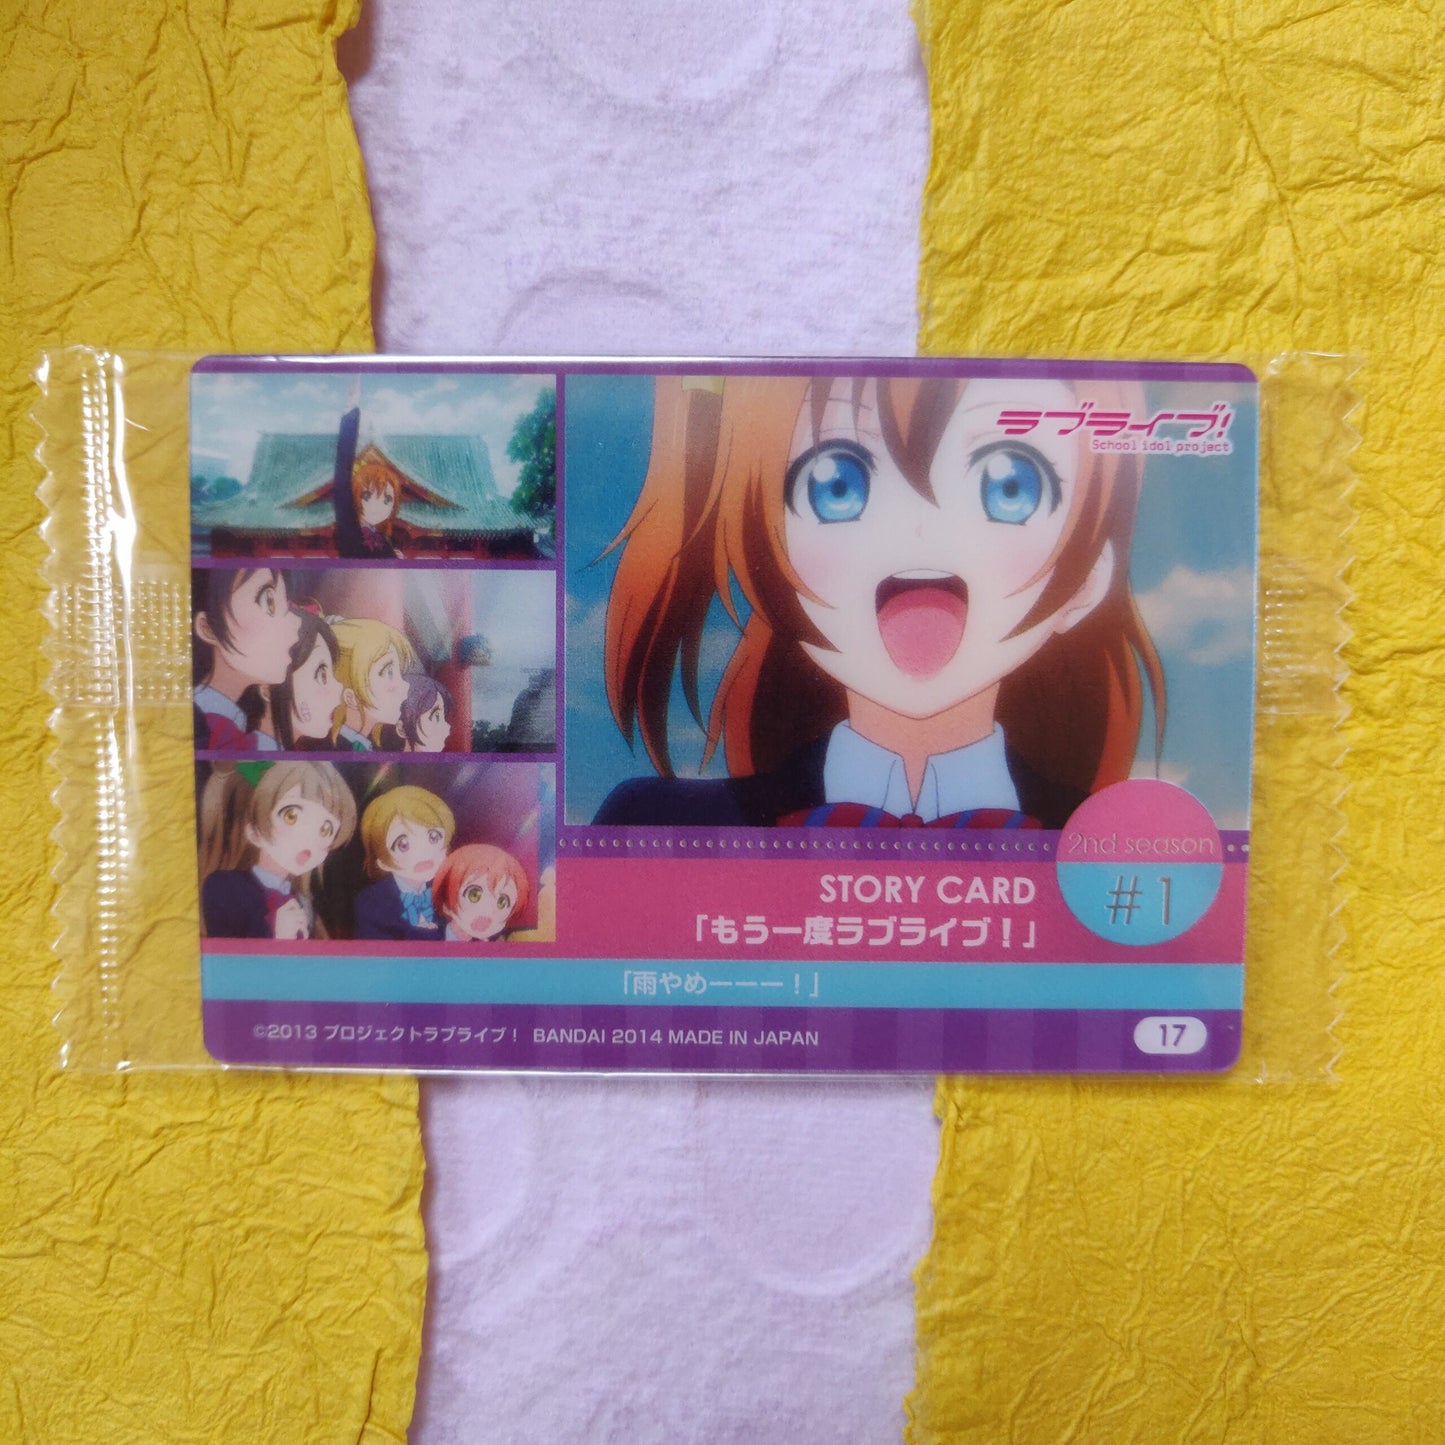 ラブライブ!
School idol project
2nd season
#1
STORY CARD
「もう一度ラブライブ！」
「雨やめーーー！」
©2013 プロジェクトラブライブ！ BANDAI 2014 MADE IN JAPAN
17